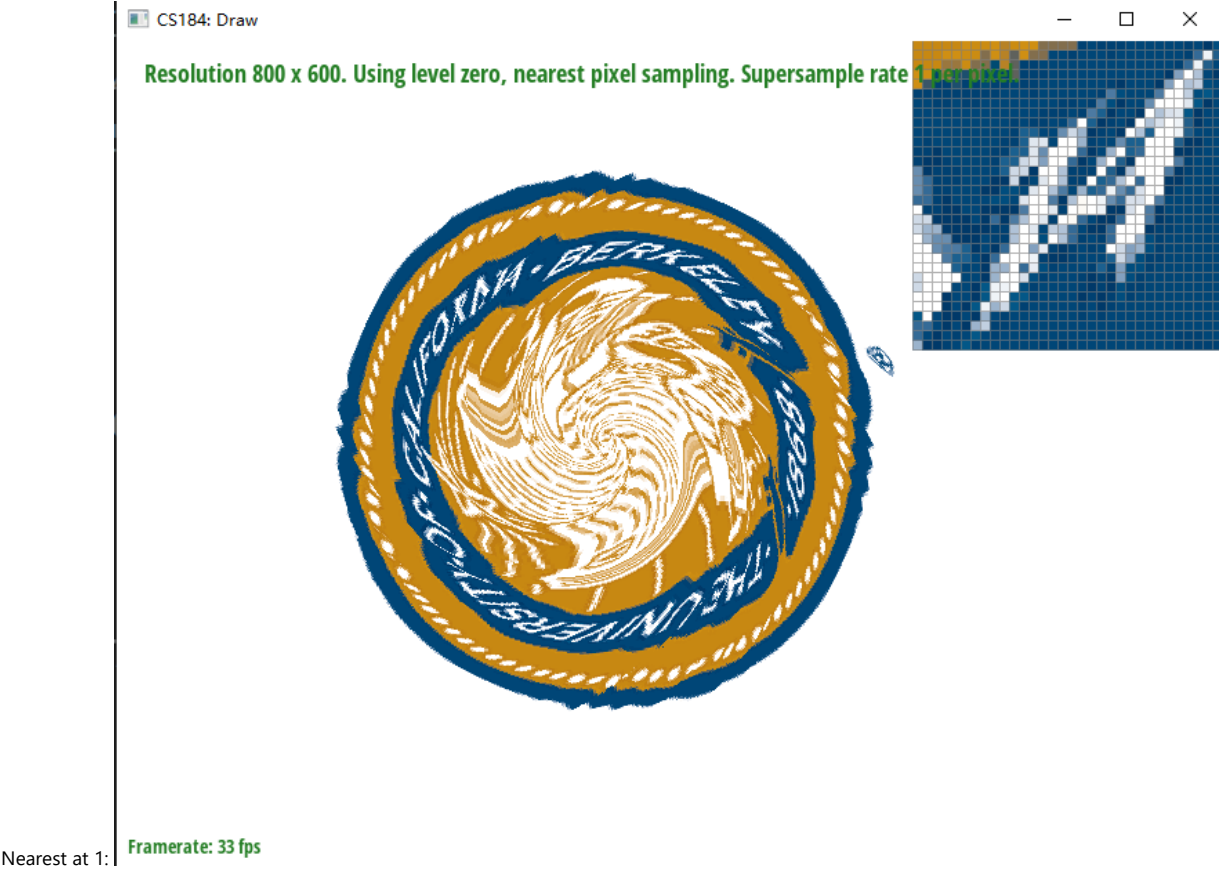 CS184: Draw
Resolution 800 x 600. Using level zero, nearest pixel sampling. Supersample rate 1 per pixel.
·THE UNIVERSITY·OF·CALIFORNIA·BERKELEY·
·1868·
Framerate: 33 fps
Nearest at 1: